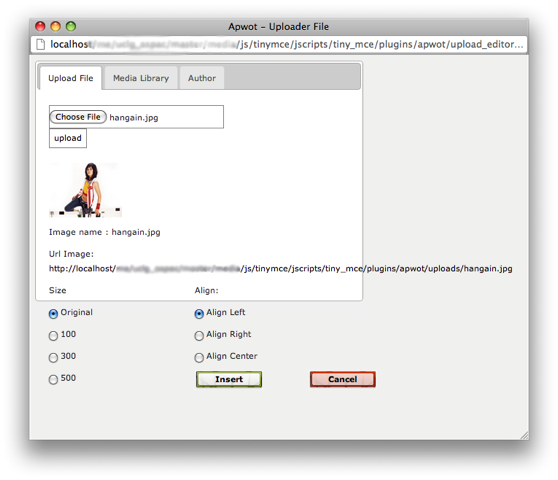 Apwot - Uploader File
localhost /js/tinymce/jscripts/tiny_mce/plugins/apwot/upload_editor...
Upload File Media Library Author
Choose File hangain.jpg
upload
Image name : hangain.jpg
Url Image:
http://localhost/ /js/tinymce/jscripts/tiny_mce/plugins/apwot/uploads/hangain.jpg
Size Align:
Original Align Left
100 Align Right
300 Align Center
500 Insert Cancel